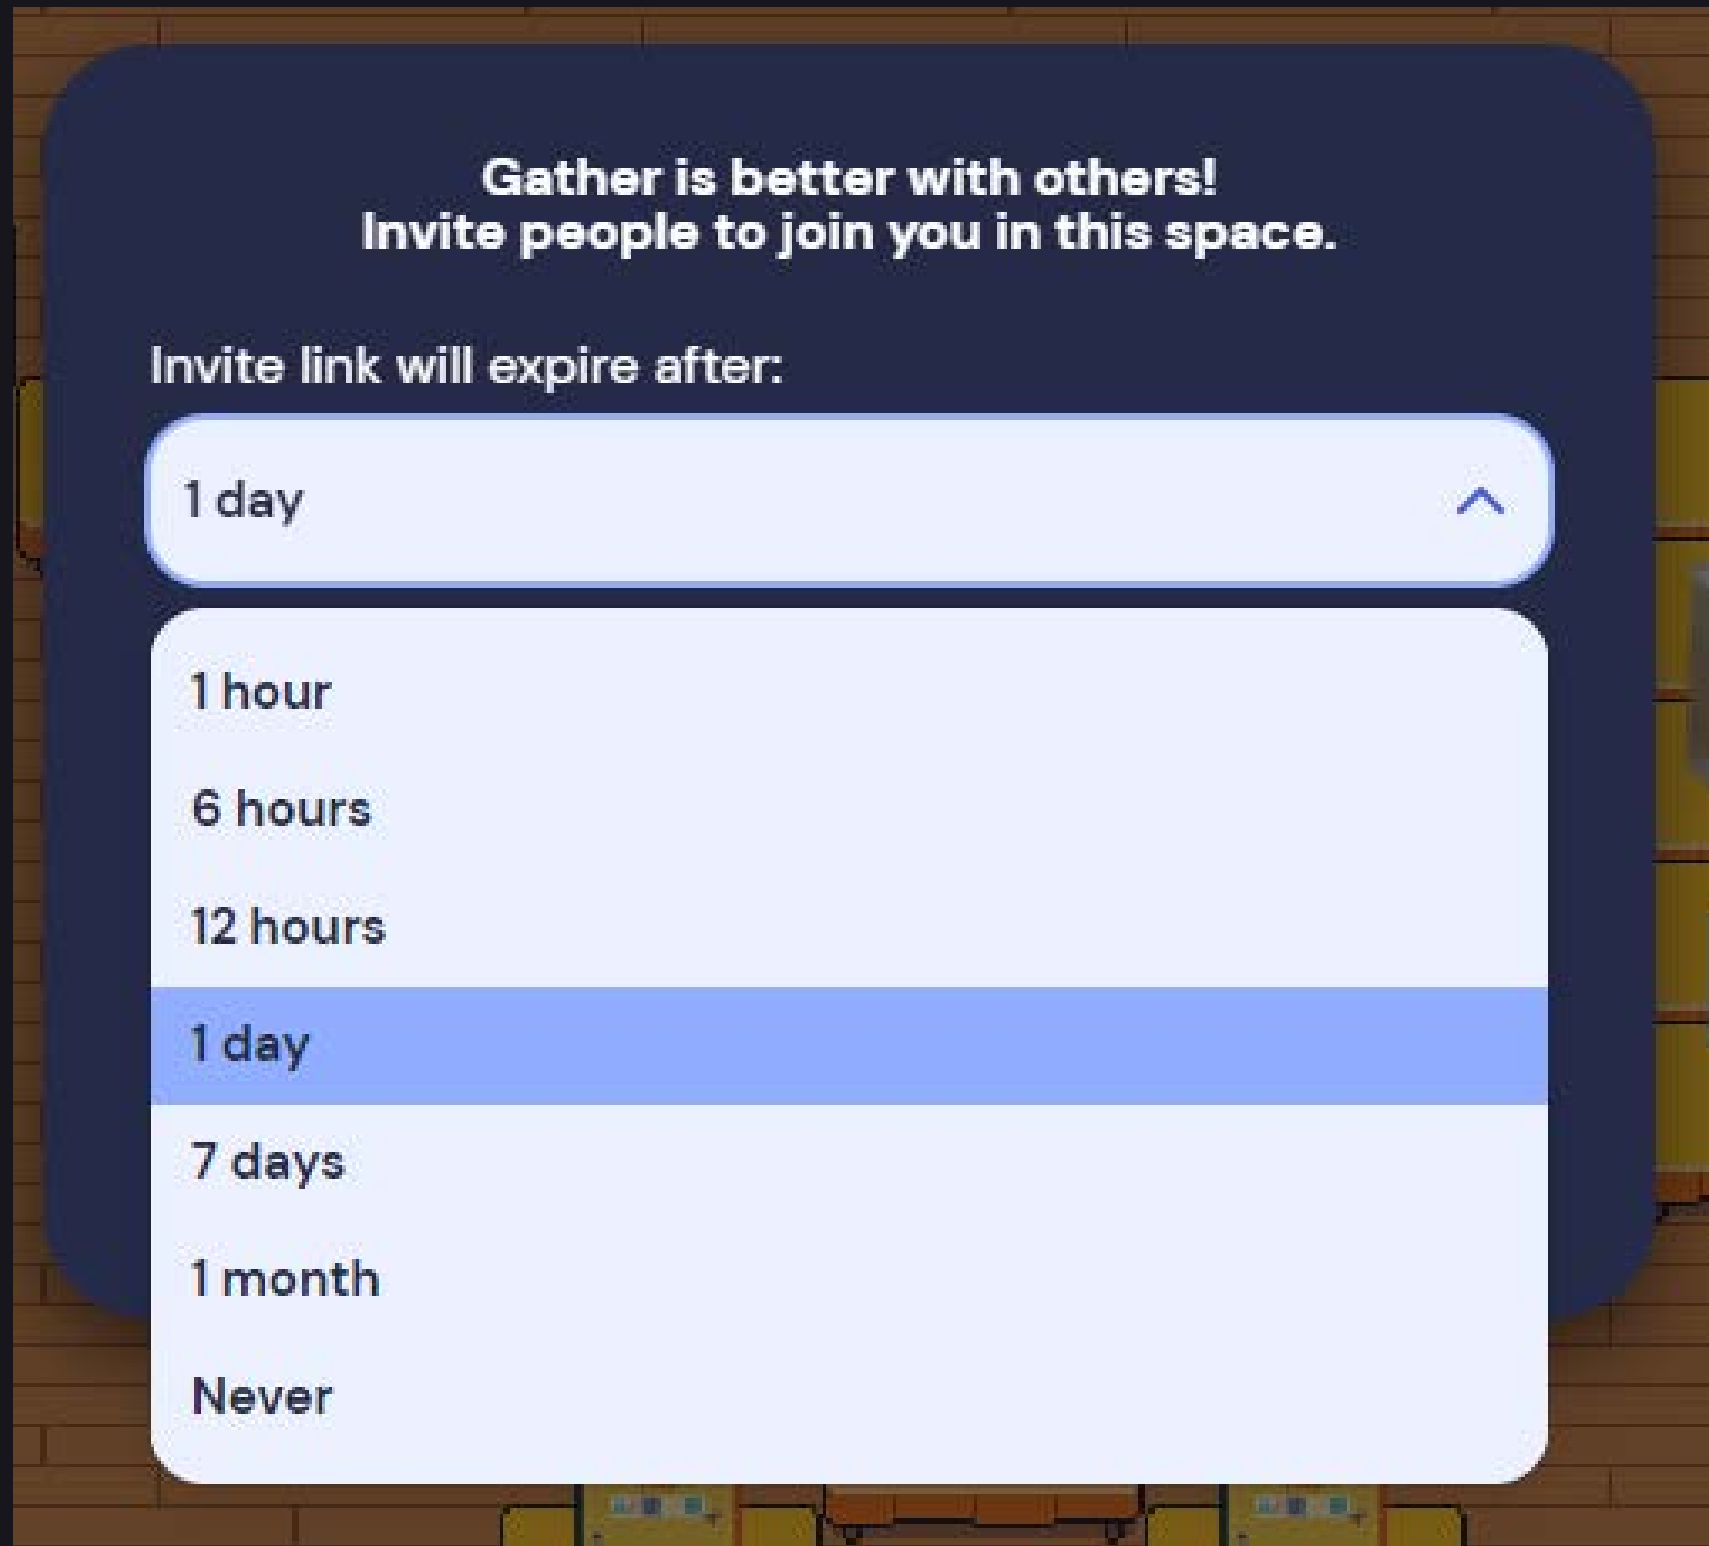 Gather is better with others!
Invite people to join you in this space.
Invite link will expire after:
1 day
1 hour
6 hours
12 hours
1 day
7 days
1 month
Never